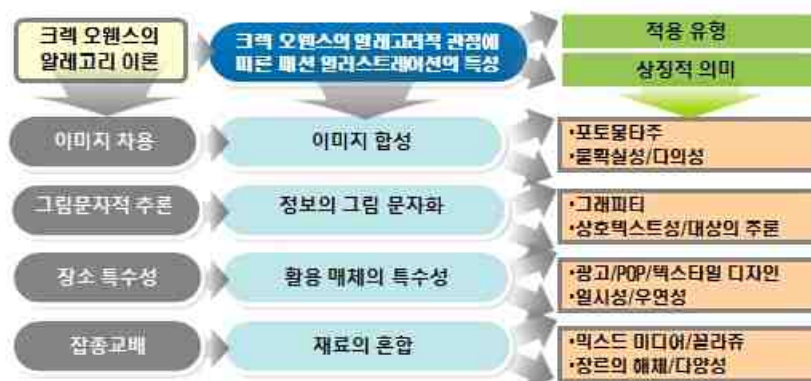 크렉 오웬스의
알레고리 이론
크렉 오웬스의 알레고리적 관점에
따른 패션 일러스트레이션의 특성
적용 유형
상징적 의미
이미지 차용
이미지 합성
•포토몽타주
•불확실성/다의성
그림문자적 추론
정보의 그림 문자화
•그래피티
•상호텍스트성/대상의 추론
장소 특수성
활용 매체의 특수성
•광고/POP/텍스타일 디자인
•일시성/우연성
잡종교배
재료의 혼합
•믹스드 미디어/꼴라쥬
•장르의 해체/다양성